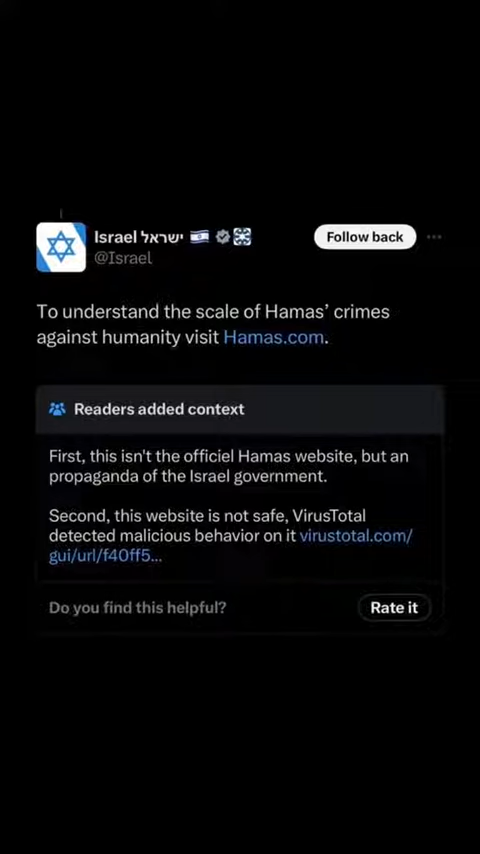 Israel ישראל 🇮🇱
@Israel
Follow back
To understand the scale of Hamas’ crimes
against humanity visit Hamas.com.
Readers added context
First, this isn't the officiel Hamas website, but an
propaganda of the Israel government.
Second, this website is not safe, VirusTotal
detected malicious behavior on it virustotal.com/
gui/url/f40ff5...
Do you find this helpful?
Rate it